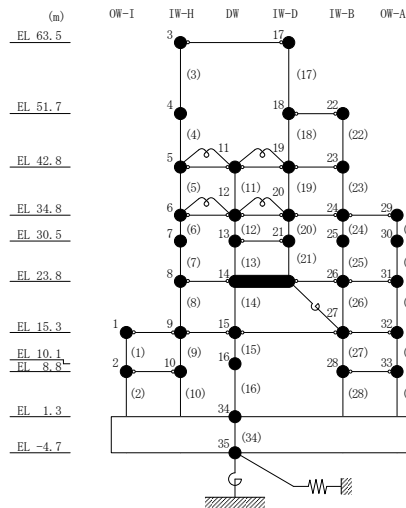 (m) OW-I IW-H DW IW-D IW-B OW-A
EL 63.5 3 17
(3) (17)
EL 51.7 4 18 22
(4) (18) (22)
EL 42.8 5 11 19 23
(5) (11) (19) (23)
EL 34.8 6 12 20 24 29
(6) (12) (20) (24)
EL 30.5 7 13 21 25 30
(7) (13) (21) (25)
EL 23.8 8 14 26 31
(8) (14) (26)
27
EL 15.3 1 9 15 32
(1) (9) (15) (27)
EL 10.1 16
EL 8.8 2 10 28 33
(2) (10) (16) (28)
EL 1.3 34
(34)
EL -4.7 35